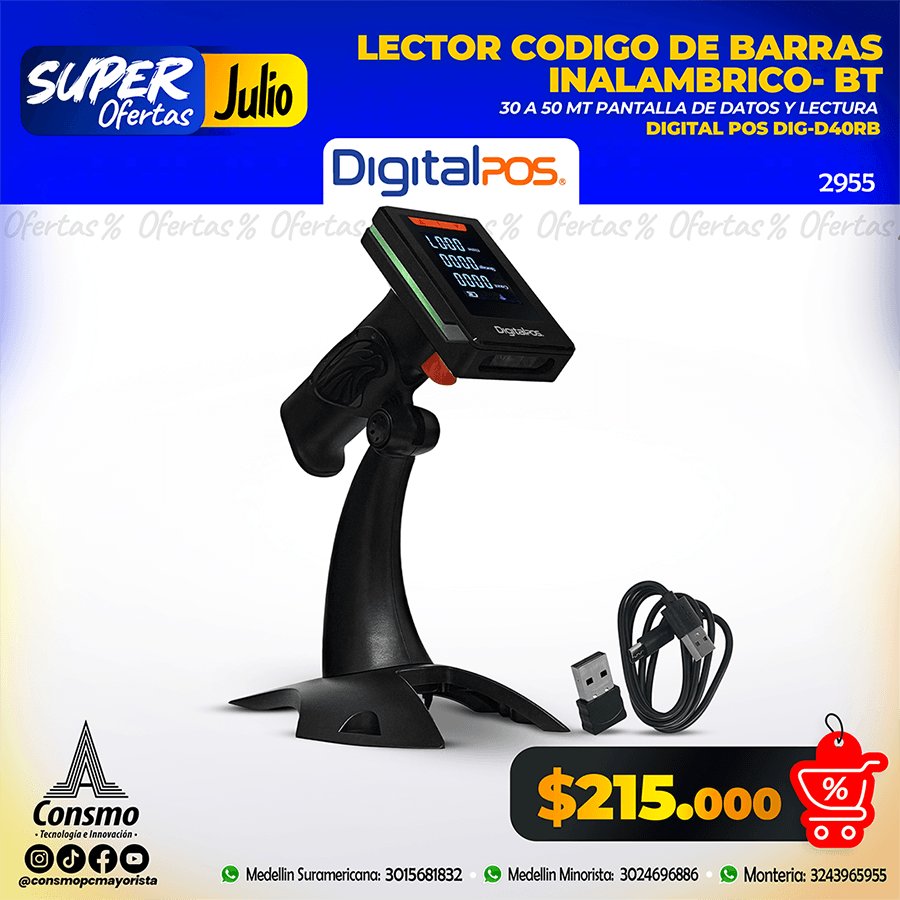 SUPER
Ofertas
Julio
LECTOR CODIGO DE BARRAS
INALAMBRICO- BT
30 A 50 MT PANTALLA DE DATOS Y LECTURA
DIGITAL POS DIG-D40RB
DigitalPOS®
2955
Ofertas % Ofertas % Ofertas % Ofertas % Ofertas % Ofertas % Ofertas
DigitalPOS
$215.000
%
Consmo
• Tecnología e Innovación •
@consmopcmayorista
Medellin Suramericana: 3015681832 • Medellin Minorista: 3024696886 • Monteria: 3243965955